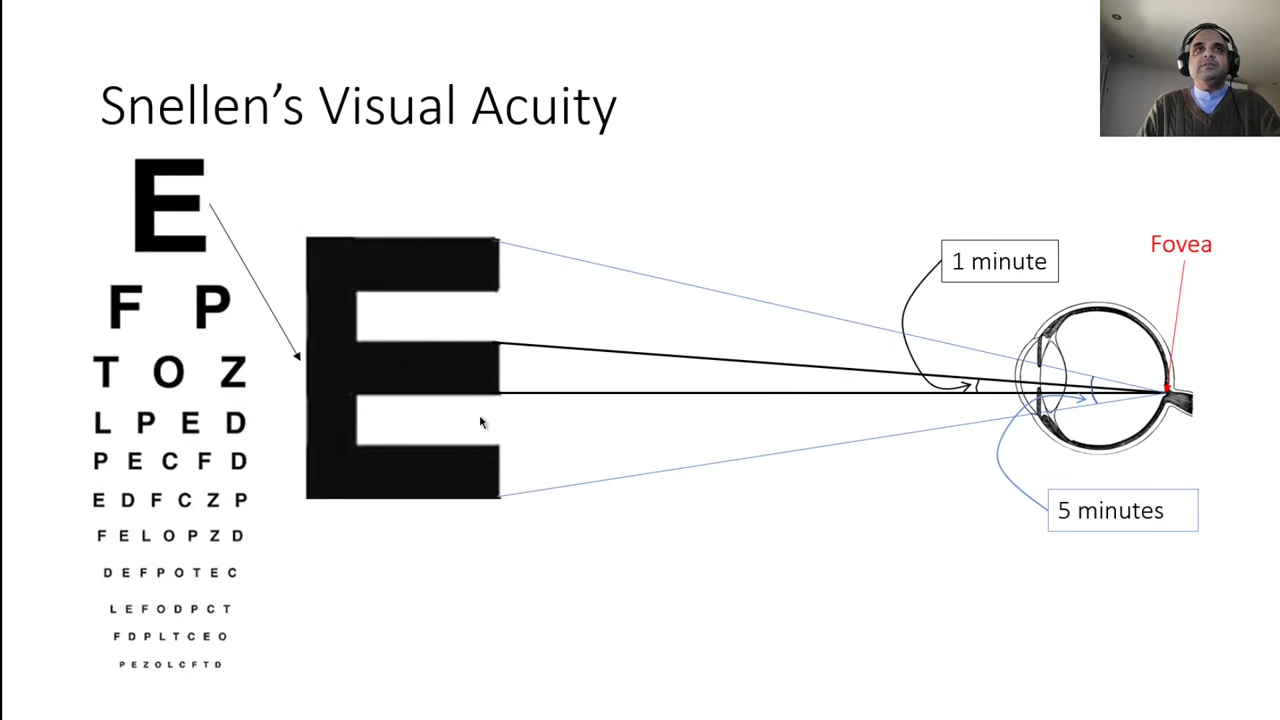 Snellen's Visual Acuity
E
F P
T O Z
L P E D
P E C F D
E D F C Z P
F E L O P Z D
D E F P O T E C
L E F O D P C T
F D P L T C E O
P E Z O L C F T D
E
1 minute
Fovea
5 minutes